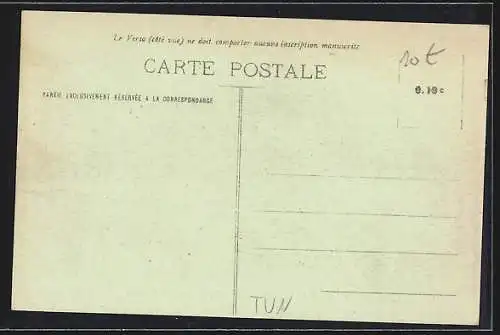 Le Verso (côté vue) ne doit comporter aucune inscription manuscrite
CARTE POSTALE
PARTIE EXCLUSIVEMENT RÉSERVÉE A LA CORRESPONDANCE
10 €
0.10 c
TUN